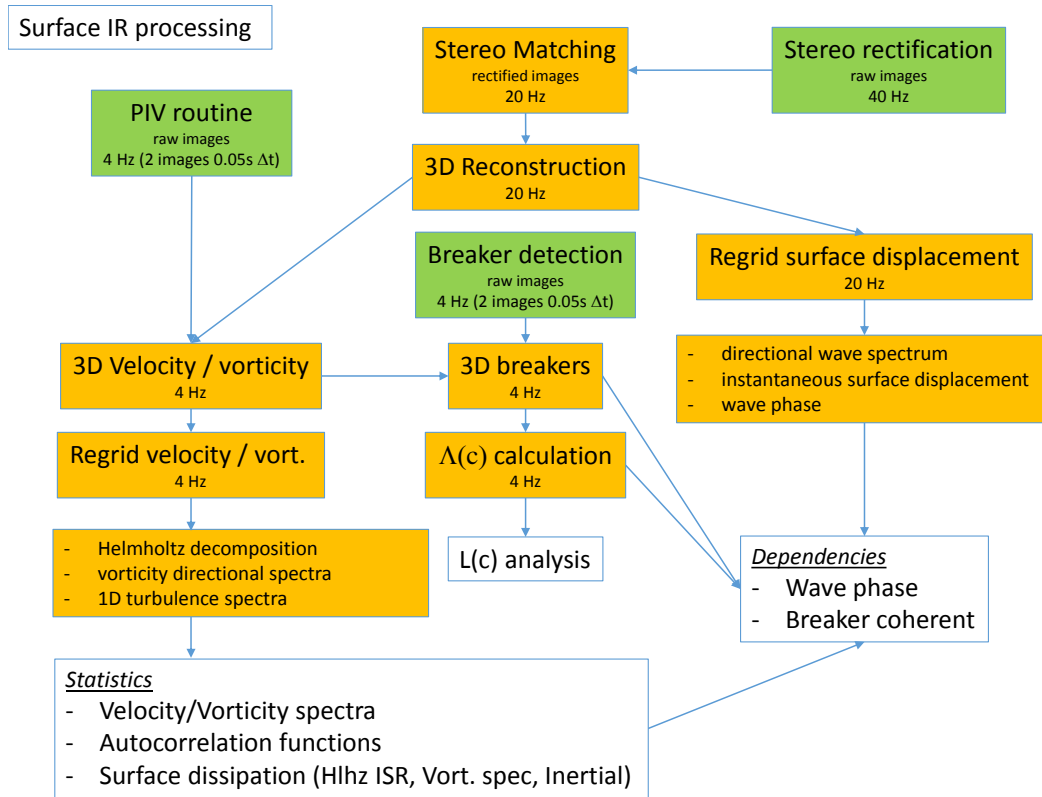 Surface IR processing
Stereo Matching
rectified images
20 Hz
Stereo rectification
raw images
40 Hz
PIV routine
raw images
4 Hz (2 images 0.05s Δt)
3D Reconstruction
20 Hz
Breaker detection
raw images
4 Hz (2 images 0.05s Δt)
Regrid surface displacement
20 Hz
3D Velocity / vorticity
4 Hz
3D breakers
4 Hz
- directional wave spectrum
- instantaneous surface displacement
- wave phase
Regrid velocity / vort.
4 Hz
Λ(c) calculation
4 Hz
- Helmholtz decomposition
- vorticity directional spectra
- 1D turbulence spectra
L(c) analysis
Dependencies
- Wave phase
- Breaker coherent
Statistics
- Velocity/Vorticity spectra
- Autocorrelation functions
- Surface dissipation (Hlhz ISR, Vort. spec, Inertial)